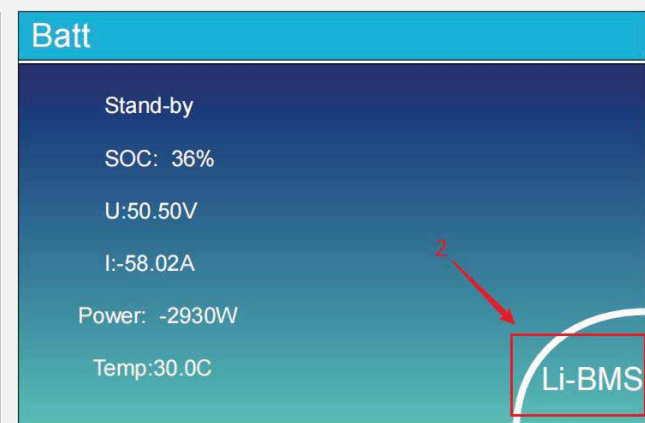 Batt
Stand-by
SOC: 36%
U:50.50V
I:-58.02A
2
Power: -2930W
Temp:30.0C
Li-BMS